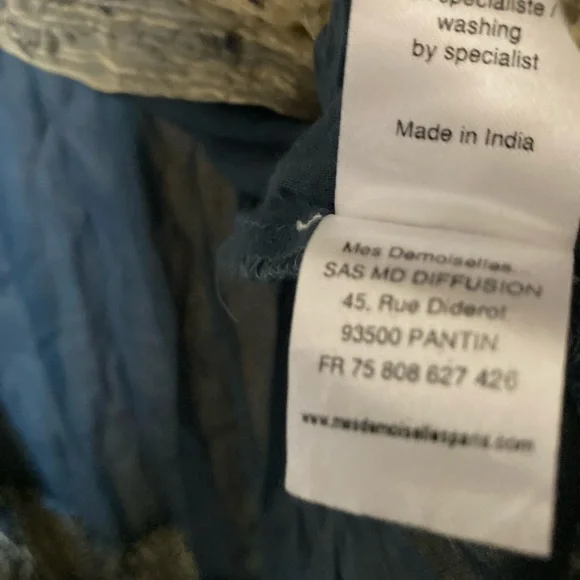 spécialiste /
washing
by specialist
Made in India
Mes Demoiselles...
SAS MD DIFFUSION
45, Rue Diderot
93500 PANTIN
FR 75 808 627 426
www.mesdemoisellesparis.com